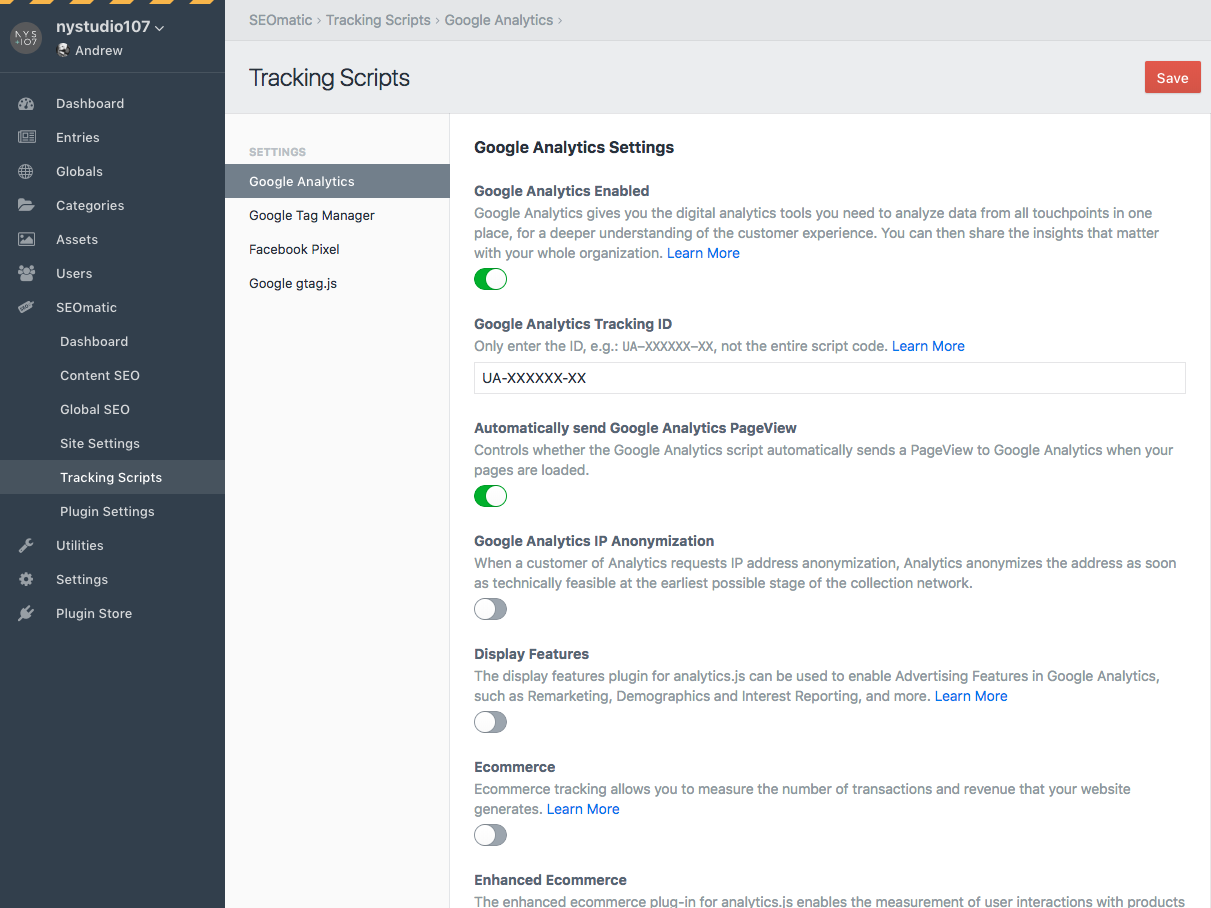 NYS
+107
nystudio107
Andrew
Dashboard
Entries
Globals
Categories
Assets
Users
SEOmatic
Dashboard
Content SEO
Global SEO
Site Settings
Tracking Scripts
Plugin Settings
Utilities
Settings
Plugin Store
SEOmatic › Tracking Scripts › Google Analytics ›
Tracking Scripts
Save
SETTINGS
Google Analytics
Google Tag Manager
Facebook Pixel
Google gtag.js
Google Analytics Settings
Google Analytics Enabled
Google Analytics gives you the digital analytics tools you need to analyze data from all touchpoints in one
place, for a deeper understanding of the customer experience. You can then share the insights that matter
with your whole organization. Learn More
Google Analytics Tracking ID
Only enter the ID, e.g.: UA-XXXXXX-XX, not the entire script code. Learn More
UA-XXXXXX-XX
Automatically send Google Analytics PageView
Controls whether the Google Analytics script automatically sends a PageView to Google Analytics when your
pages are loaded.
Google Analytics IP Anonymization
When a customer of Analytics requests IP address anonymization, Analytics anonymizes the address as soon
as technically feasible at the earliest possible stage of the collection network.
Display Features
The display features plugin for analytics.js can be used to enable Advertising Features in Google Analytics,
such as Remarketing, Demographics and Interest Reporting, and more. Learn More
Ecommerce
Ecommerce tracking allows you to measure the number of transactions and revenue that your website
generates. Learn More
Enhanced Ecommerce
The enhanced ecommerce plug-in for analytics.js enables the measurement of user interactions with products